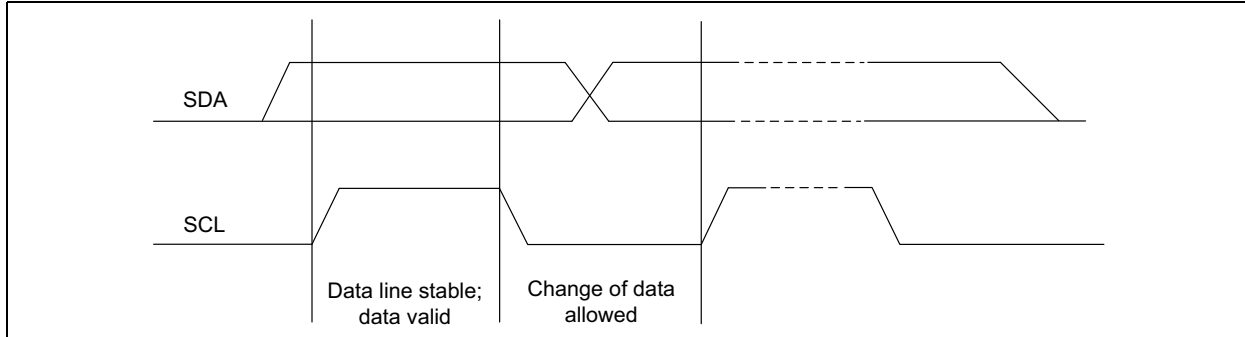 SDA
SCL
Data line stable;
data valid
Change of data
allowed